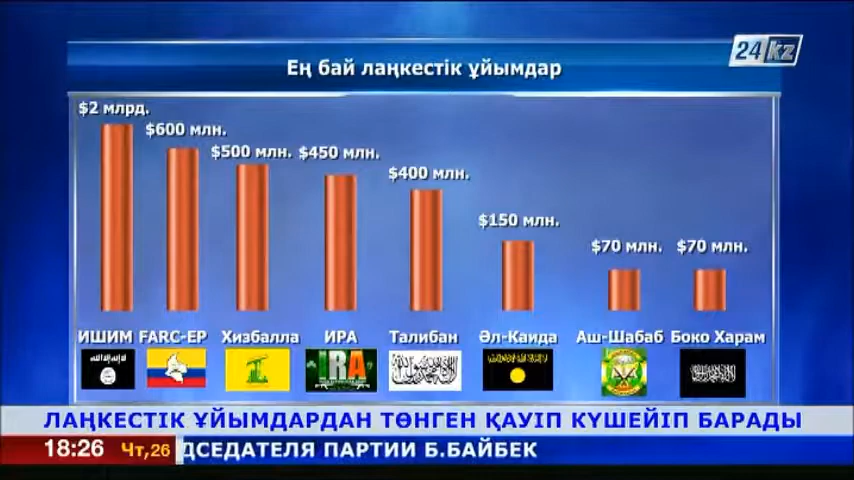 24kz
Ең бай лаңкестік ұйымдар
$2 млрд.
$600 млн.
$500 млн.
$450 млн.
$400 млн.
$150 млн.
$70 млн.
$70 млн.
ИШИМ
FARC-EP
Хизбалла
ИРА
Талибан
Әл-Каида
Аш-Шабаб
Боко Харам
IRA
ЛАҢКЕСТІК ҰЙЫМДАРДАН ТӨНГЕН ҚАУІП КҮШЕЙІП БАРАДЫ
18:26 Чт,26 ДСЕДАТЕЛЯ ПАРТИИ Б.БАЙБЕК